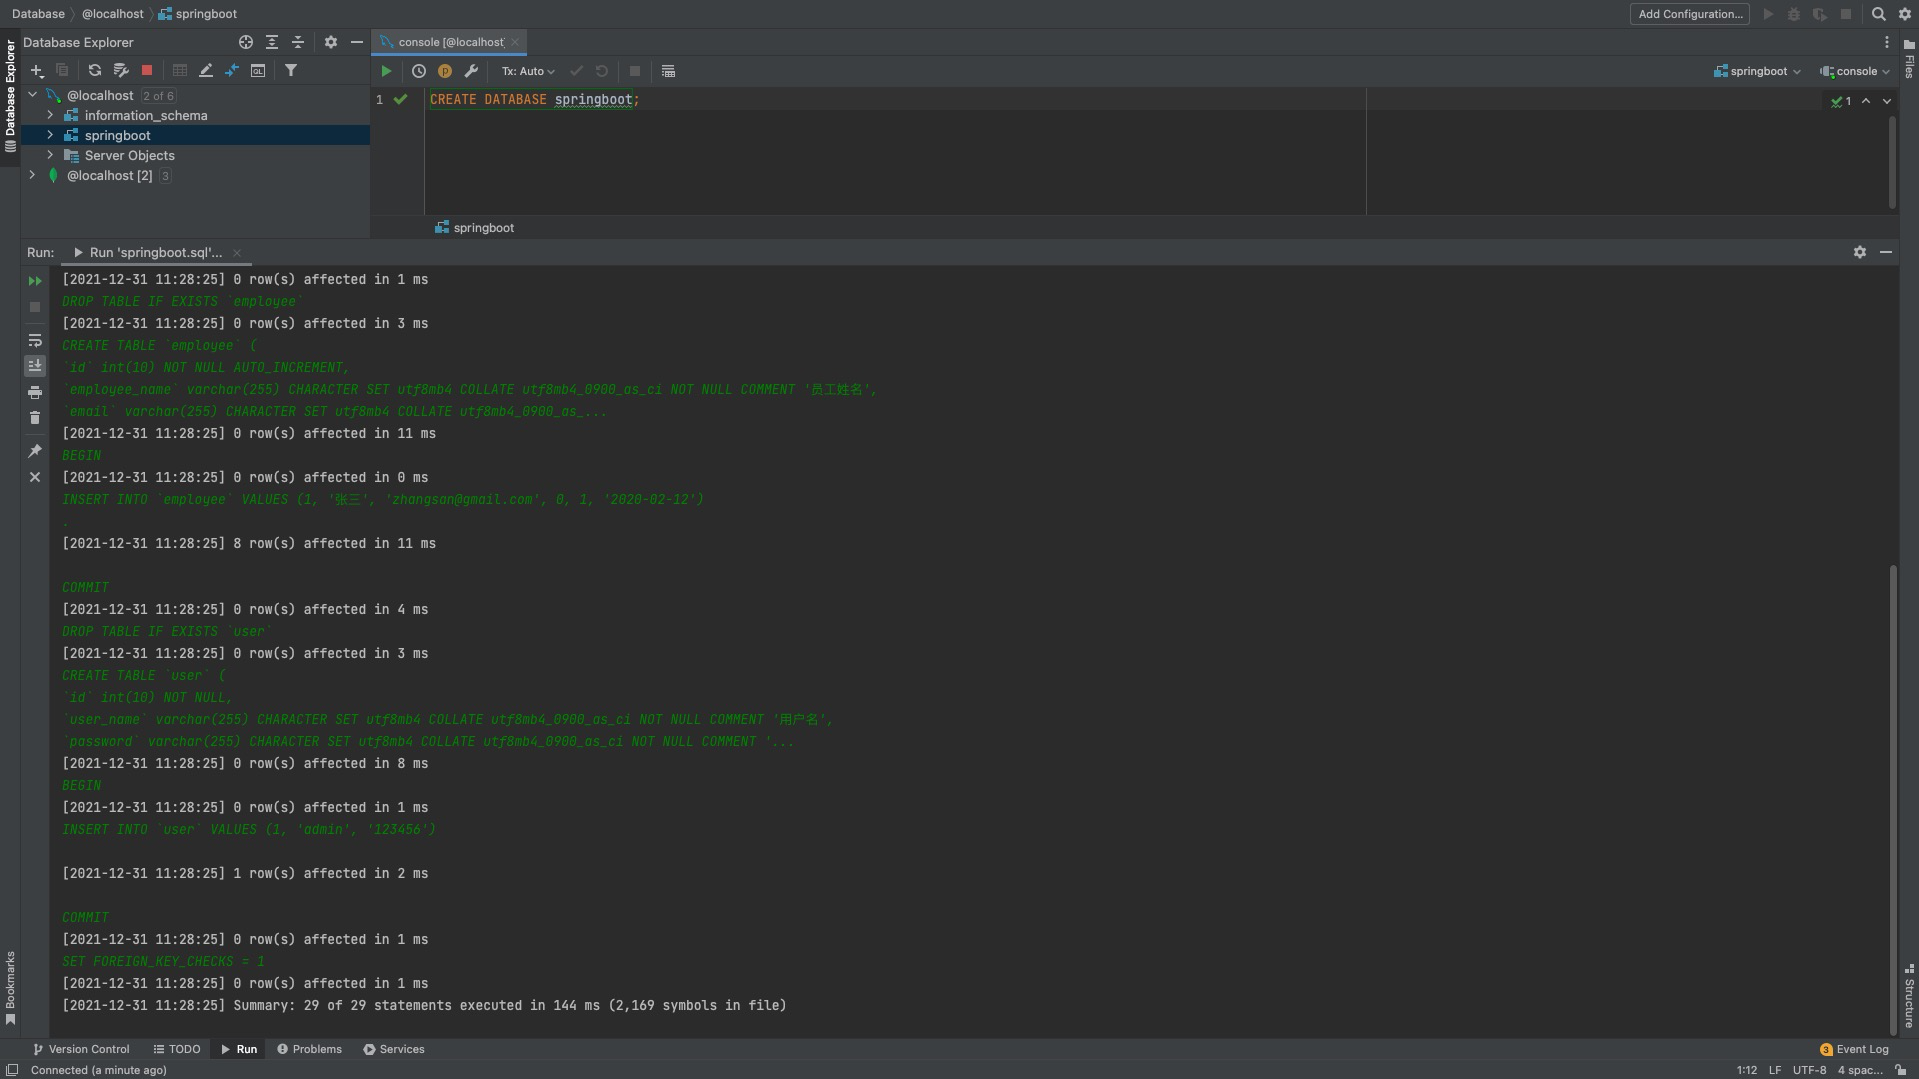 Database @localhost springboot
Add Configuration...
Database Explorer
console [@localhost]
Tx: Auto
springboot
console
@localhost 2 of 6
information_schema
springboot
Server Objects
@localhost [2] 3
1
CREATE DATABASE springboot;
1
springboot
Run: Run 'springboot.sql'...
[2021-12-31 11:28:25] 0 row(s) affected in 1 ms
DROP TABLE IF EXISTS `employee`
[2021-12-31 11:28:25] 0 row(s) affected in 3 ms
CREATE TABLE `employee` (
`id` int(10) NOT NULL AUTO_INCREMENT,
`employee_name` varchar(255) CHARACTER SET utf8mb4 COLLATE utf8mb4_0900_as_ci NOT NULL COMMENT '员工姓名',
`email` varchar(255) CHARACTER SET utf8mb4 COLLATE utf8mb4_0900_as_...
[2021-12-31 11:28:25] 0 row(s) affected in 11 ms
BEGIN
[2021-12-31 11:28:25] 0 row(s) affected in 0 ms
INSERT INTO `employee` VALUES (1, '张三', 'zhangsan@gmail.com', 0, 1, '2020-02-12')
.
[2021-12-31 11:28:25] 8 row(s) affected in 11 ms
COMMIT
[2021-12-31 11:28:25] 0 row(s) affected in 4 ms
DROP TABLE IF EXISTS `user`
[2021-12-31 11:28:25] 0 row(s) affected in 3 ms
CREATE TABLE `user` (
`id` int(10) NOT NULL,
`user_name` varchar(255) CHARACTER SET utf8mb4 COLLATE utf8mb4_0900_as_ci NOT NULL COMMENT '用户名',
`password` varchar(255) CHARACTER SET utf8mb4 COLLATE utf8mb4_0900_as_ci NOT NULL COMMENT '...
[2021-12-31 11:28:25] 0 row(s) affected in 8 ms
BEGIN
[2021-12-31 11:28:25] 0 row(s) affected in 1 ms
INSERT INTO `user` VALUES (1, 'admin', '123456')
[2021-12-31 11:28:25] 1 row(s) affected in 2 ms
COMMIT
[2021-12-31 11:28:25] 0 row(s) affected in 1 ms
SET FOREIGN_KEY_CHECKS = 1
[2021-12-31 11:28:25] 0 row(s) affected in 1 ms
[2021-12-31 11:28:25] Summary: 29 of 29 statements executed in 144 ms (2,169 symbols in file)
Database Explorer
Bookmarks
Files
Structure
Version Control TODO Run Problems Services
3 Event Log
Connected (a minute ago)
1:12 LF UTF-8 4 spac...